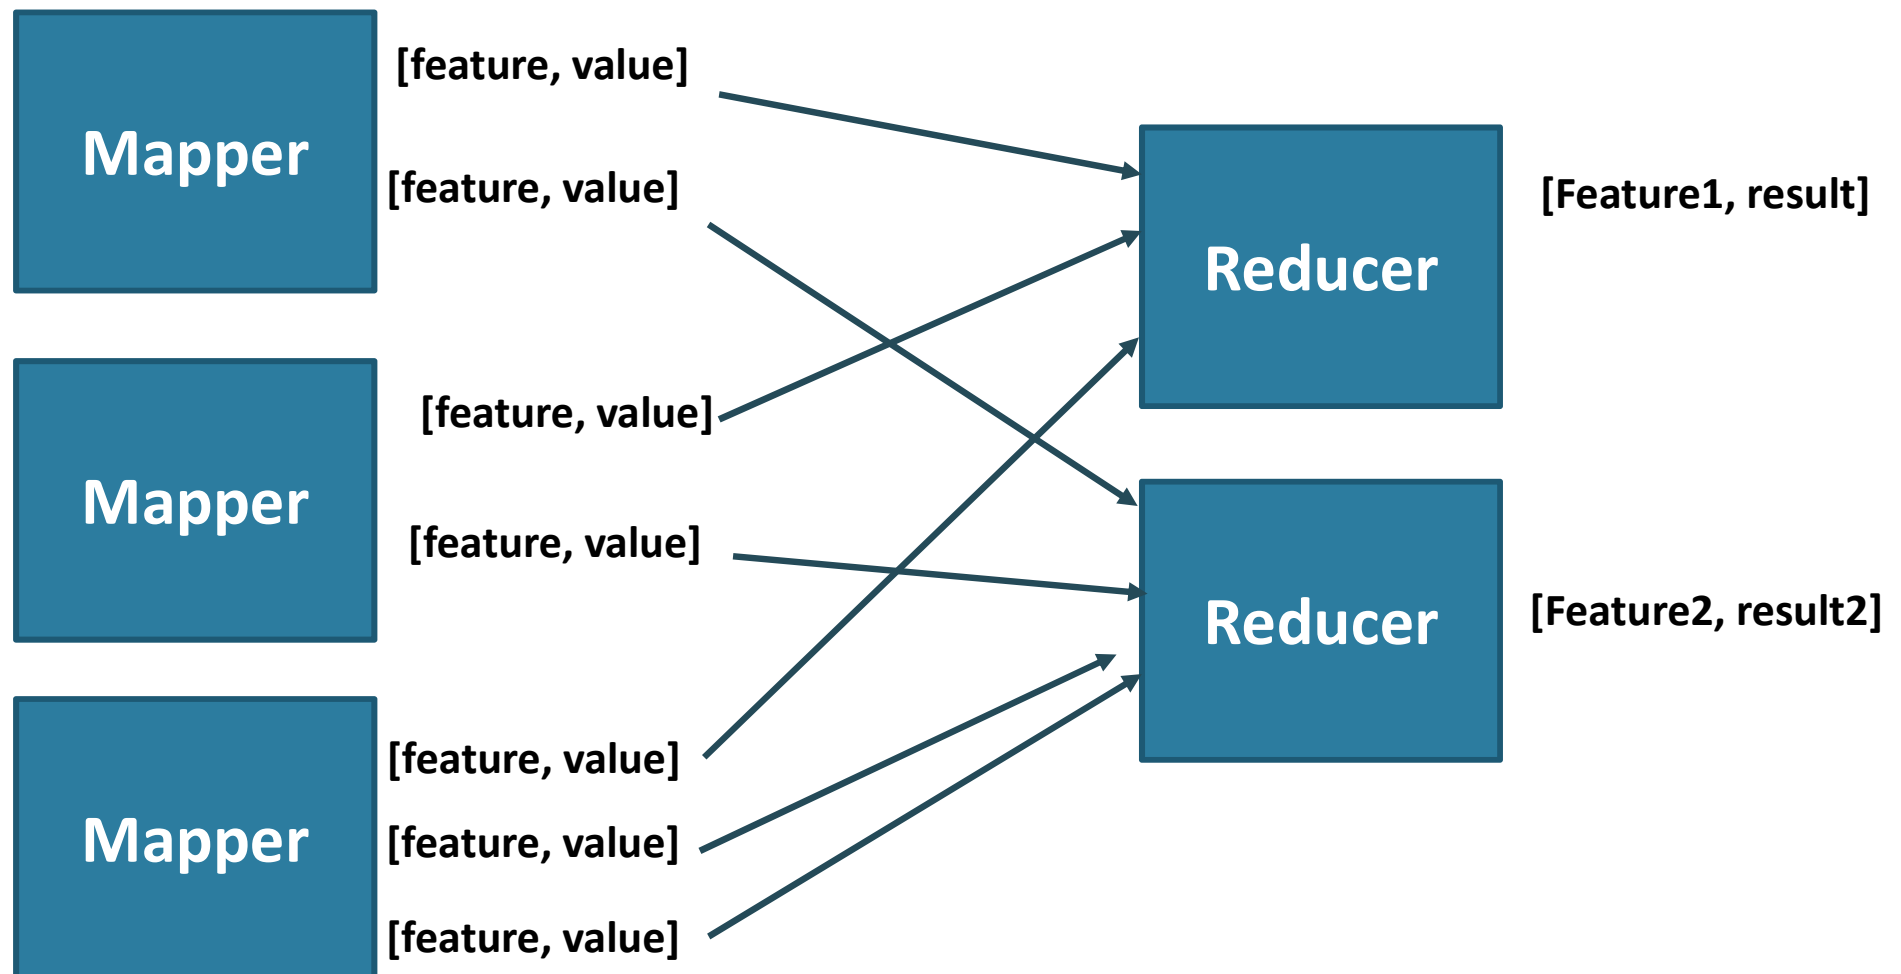 Mapper
[feature, value]
[feature, value]
Mapper
[feature, value]
[feature, value]
Mapper
[feature, value]
[feature, value]
[feature, value]
Reducer
[Feature1, result]
Reducer
[Feature2, result2]